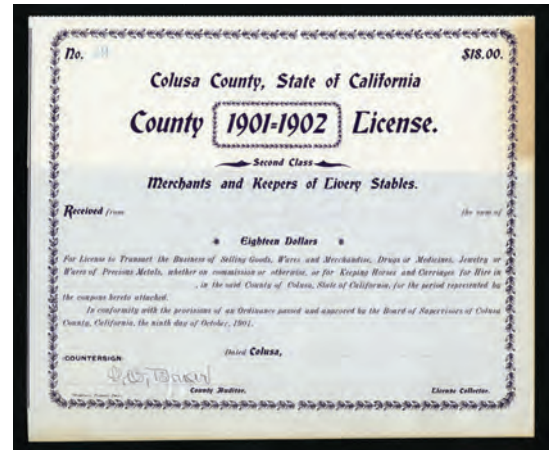 No. $18.00.
Colusa County, State of California
County 1901=1902 License.
Second Class
Merchants and Keepers of Livery Stables.
Received from the sum of
Eighteen Dollars
For License to Transact the Business of Selling Goods, Wares and Merchandise, Drugs or Medicines, Jewelry or
Wares of Precious Metals, whether on commission or otherwise, or for Keeping Horses and Carriages for Hire in
, in the said County of Colusa, State of California, for the period represented by
the coupons hereto attached.
In conformity with the provisions of an Ordinance passed and approved by the Board of Supervisors of Colusa
County, California, the ninth day of October, 1901.
Dated Colusa,
COUNTERSIGN
County Auditor. License Collector.